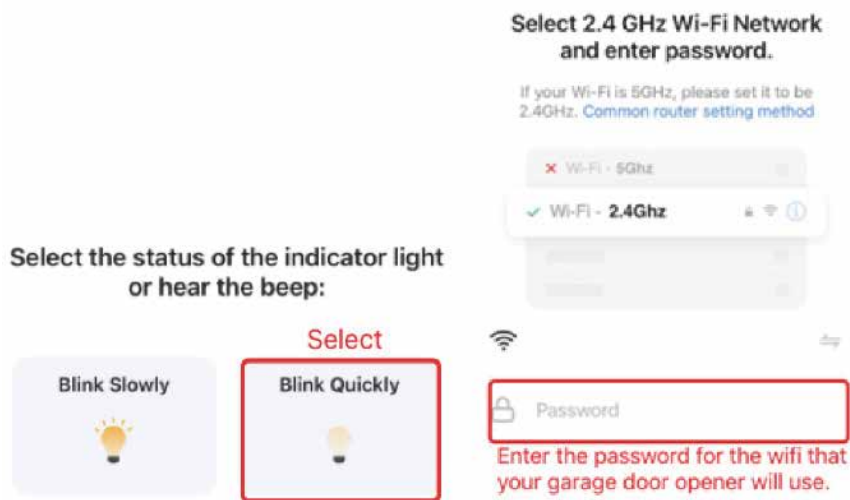 Select the status of the indicator light
or hear the beep:
Select
Blink Slowly
Blink Quickly
Select 2.4 GHz Wi-Fi Network
and enter password.
If your Wi-Fi is 5GHz, please set it to be
2.4GHz. Common router setting method
Wi-Fi - 5Ghz
Wi-Fi - 2.4Ghz
Password
Enter the password for the wifi that
your garage door opener will use.